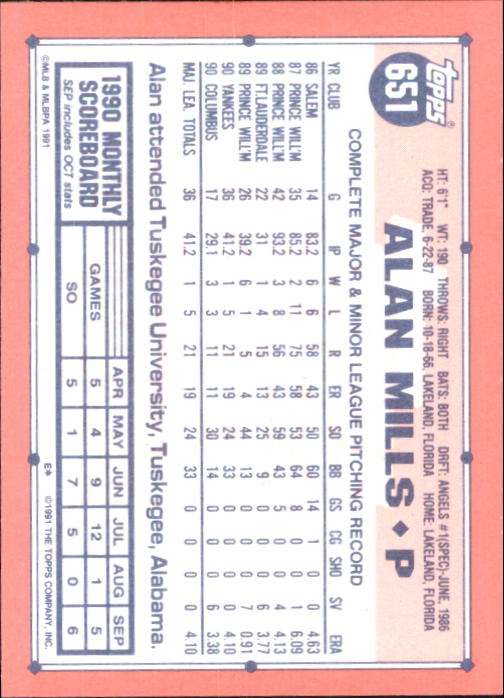 TOPPS®
651
HT: 6'1" WT: 190 THROWS: RIGHT BATS: BOTH DRFT: ANGELS #1(SPEC)-JUNE, 1986
ACQ: TRADE, 6-22-87 BORN: 10-18-66, LAKELAND, FLORIDA HOME: LAKELAND, FLORIDA
ALAN MILLS ♦ P
COMPLETE MAJOR & MINOR LEAGUE PITCHING RECORD
YR CLUB G IP W L R ER SO BB GS CG SHO SV ERA
86 SALEM 14 83.2 6 6 58 43 50 60 14 1 0 0 4.63
87 PRINCE WILL'M 35 85.2 2 11 75 58 53 64 8 0 0 1 6.09
88 PRINCE WILL'M 42 93.2 3 8 56 43 59 43 5 0 0 4 4.13
89 FT.LAUDERDALE 22 31 1 4 15 13 25 9 0 0 0 6 3.77
89 PRINCE WILL'M 26 39.2 6 1 5 4 44 13 0 0 0 7 0.91
90 YANKEES 36 41.2 1 5 21 19 24 33 0 0 0 0 4.10
90 COLUMBUS 17 29.1 3 3 11 11 30 14 0 0 0 6 3.38
MAJ. LEA. TOTALS 36 41.2 1 5 21 19 24 33 0 0 0 0 4.10
Alan attended Tuskegee University, Tuskegee, Alabama.
1990 MONTHLY
SCOREBOARD
SEP includes OCT stats
APR MAY JUN JUL AUG SEP
GAMES 5 4 9 12 1 5
SO 5 1 7 5 0 6
©MLB & MLBPA 1991 E* ©1991 THE TOPPS COMPANY, INC.